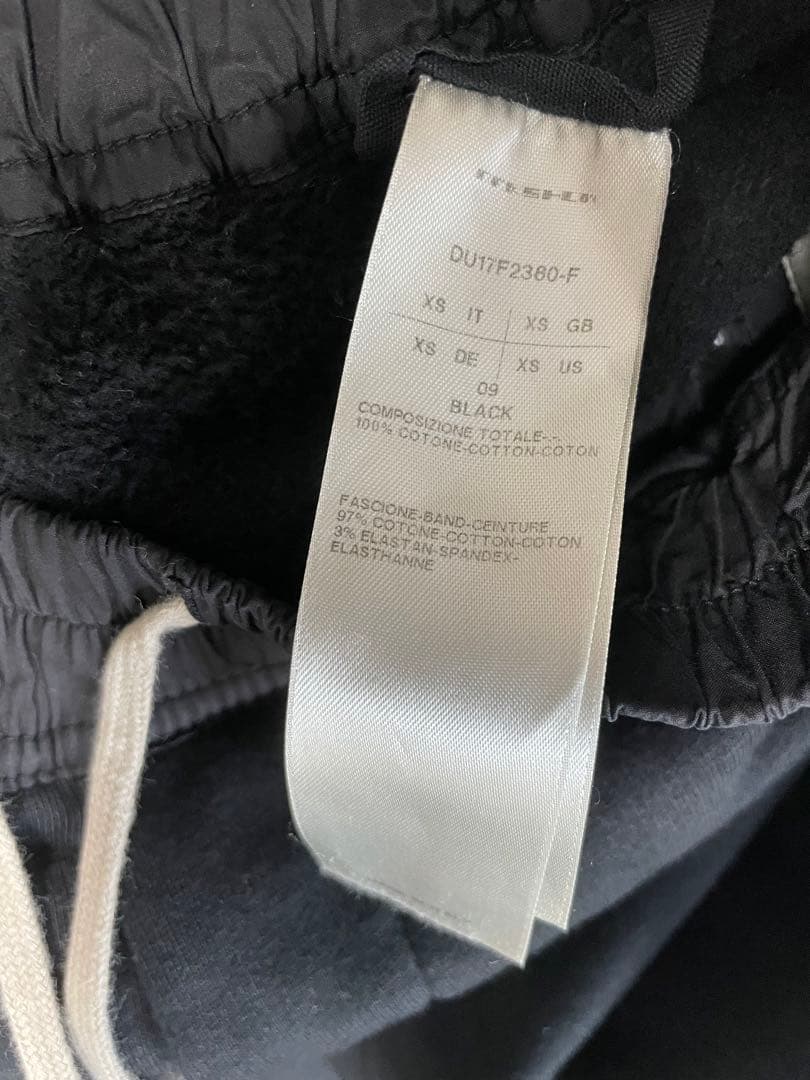 DU17F2380-F
XS IT XS GB
XS DE XS US
09
BLACK
COMPOSIZIONE TOTALE-.-
100% COTONE-COTTON-COTON
FASCIONE-BAND-CEINTURE
97% COTONE-COTTON-COTON
3% ELASTAN-SPANDEX-
ELASTHANNE